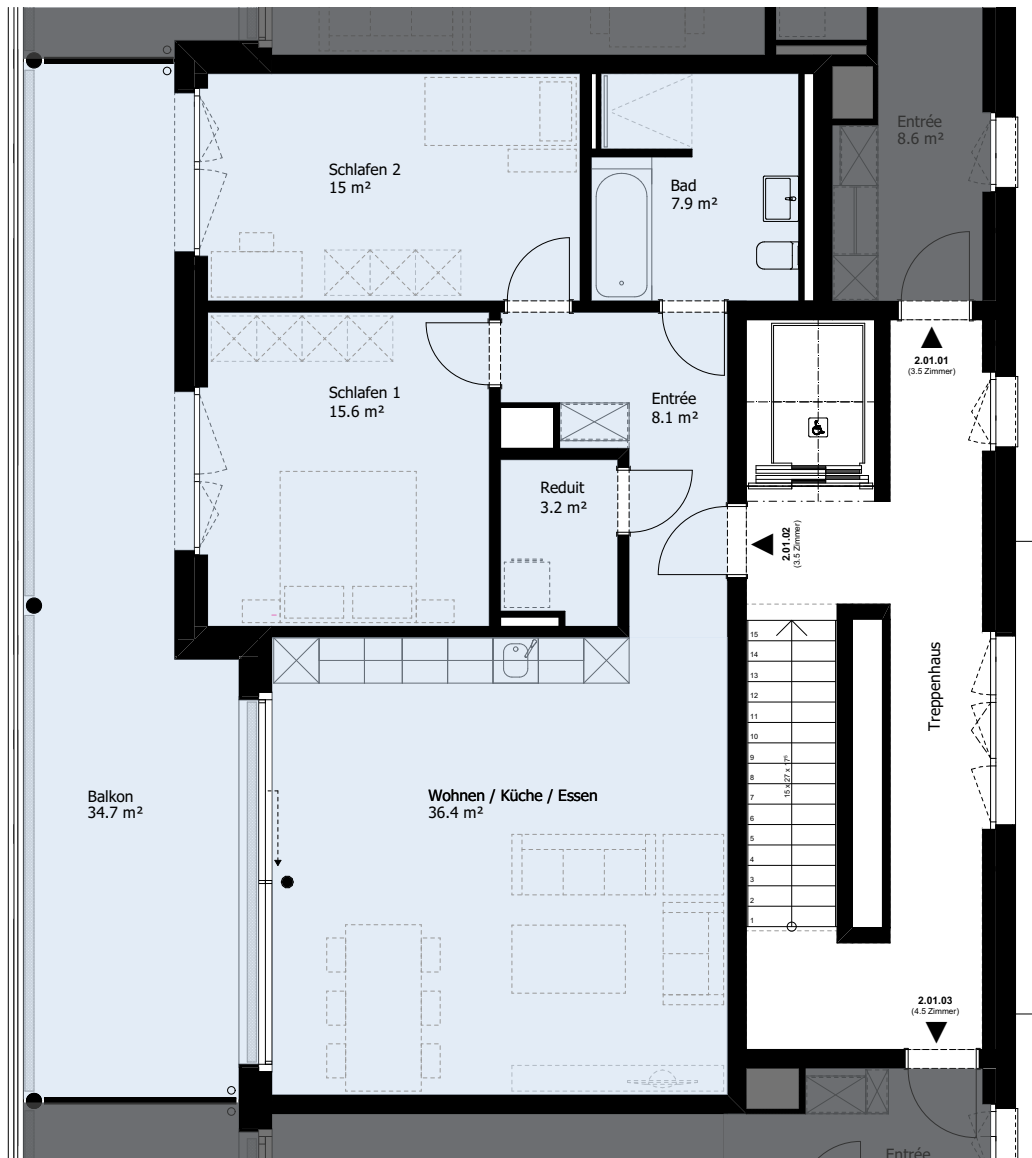 Entrée
8.6 m²
Schlafen 2
15 m²
Bad
7.9 m²
2.01.01
(3.5 Zimmer)
Schlafen 1
15.6 m²
Entrée
8.1 m²
Reduit
3.2 m²
2.01.02
(3.5 Zimmer)
15
14
13
12
11
10
9
8
7
6
5
4
3
2
1
15 x 27 x 17⁵
Treppenhaus
Balkon
34.7 m²
Wohnen / Küche / Essen
36.4 m²
2.01.03
(4.5 Zimmer)
Entrée